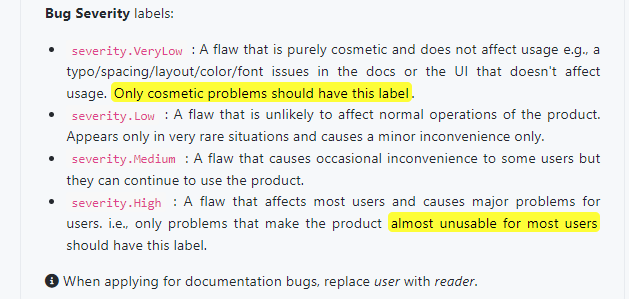 Bug Severity labels:
• severity.VeryLow : A flaw that is purely cosmetic and does not affect usage e.g., a
typo/spacing/layout/color/font issues in the docs or the UI that doesn't affect
usage. Only cosmetic problems should have this label.
• severity.Low : A flaw that is unlikely to affect normal operations of the product.
Appears only in very rare situations and causes a minor inconvenience only.
• severity.Medium : A flaw that causes occasional inconvenience to some users but
they can continue to use the product.
• severity.High : A flaw that affects most users and causes major problems for
users. i.e., only problems that make the product almost unusable for most users
should have this label.
When applying for documentation bugs, replace user with reader.